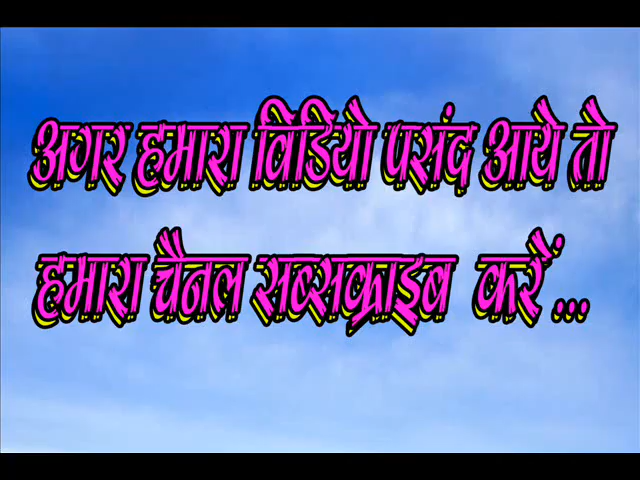 अगर हमारा विडियो पसंद आये तो
हमारा चैनल सब्सक्राइब करें ...